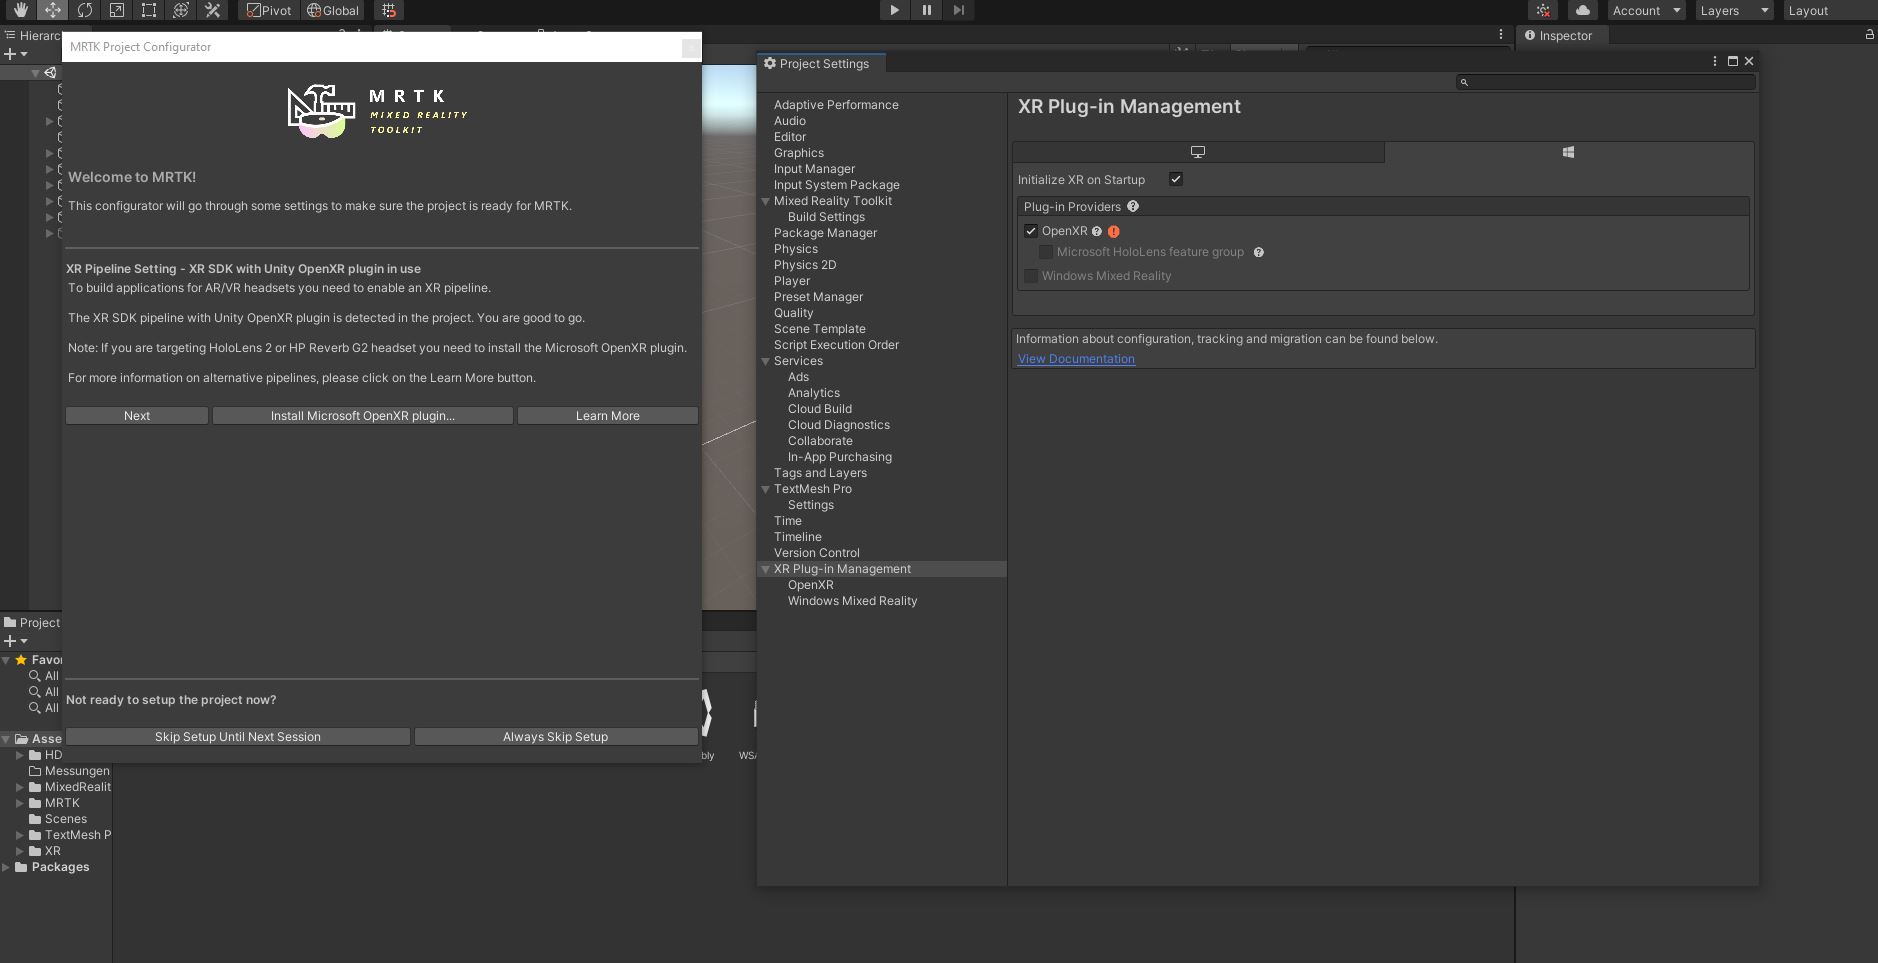 Pivot
Global
Account
Layers
Layout
Hierarc
MRTK Project Configurator
MRTK
MIXED REALITY
TOOLKIT
Welcome to MRTK!
This configurator will go through some settings to make sure the project is ready for MRTK.
XR Pipeline Setting - XR SDK with Unity OpenXR plugin in use
To build applications for AR/VR headsets you need to enable an XR pipeline.
The XR SDK pipeline with Unity OpenXR plugin is detected in the project. You are good to go.
Note: If you are targeting HoloLens 2 or HP Reverb G2 headset you need to install the Microsoft OpenXR plugin.
For more information on alternative pipelines, please click on the Learn More button.
Next
Install Microsoft OpenXR plugin...
Learn More
Not ready to setup the project now?
Skip Setup Until Next Session
Always Skip Setup
Project
Favor
All
All
All
Asse
HD
Messungen
MixedRealit
MRTK
Scenes
TextMesh P
XR
Packages
bly
WS
Project Settings
Adaptive Performance
Audio
Editor
Graphics
Input Manager
Input System Package
Mixed Reality Toolkit
Build Settings
Package Manager
Physics
Physics 2D
Player
Preset Manager
Quality
Scene Template
Script Execution Order
Services
Ads
Analytics
Cloud Build
Cloud Diagnostics
Collaborate
In-App Purchasing
Tags and Layers
TextMesh Pro
Settings
Time
Timeline
Version Control
XR Plug-in Management
OpenXR
Windows Mixed Reality
XR Plug-in Management
Initialize XR on Startup
Plug-in Providers
OpenXR
Microsoft HoloLens feature group
Windows Mixed Reality
Information about configuration, tracking and migration can be found below.
View Documentation
Inspector